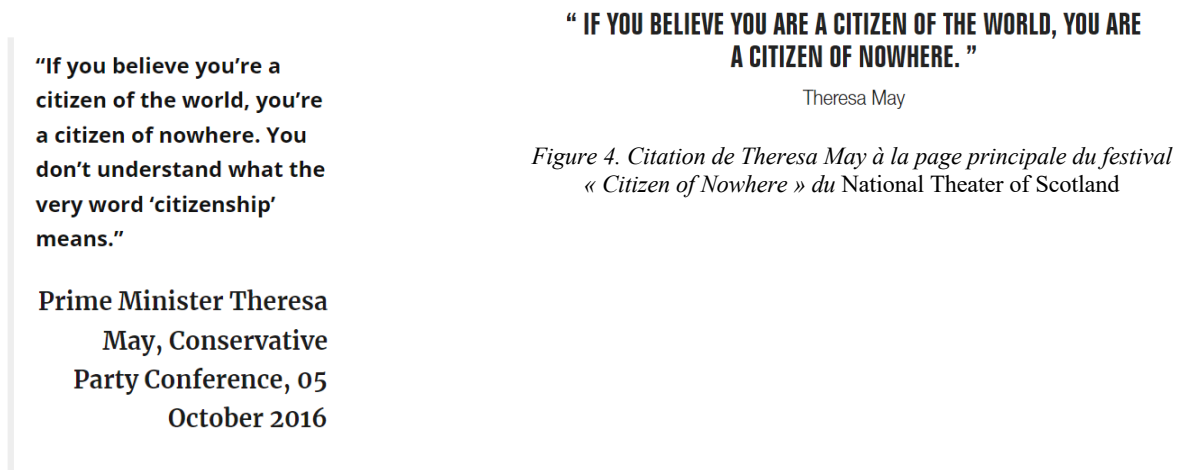 “If you believe you’re a
citizen of the world, you’re
a citizen of nowhere. You
don’t understand what the
very word ‘citizenship’
means.”
Prime Minister Theresa
May, Conservative
Party Conference, 05
October 2016
“ IF YOU BELIEVE YOU ARE A CITIZEN OF THE WORLD, YOU ARE
A CITIZEN OF NOWHERE. ”
Theresa May
Figure 4. Citation de Theresa May à la page principale du festival
« Citizen of Nowhere » du National Theater of Scotland